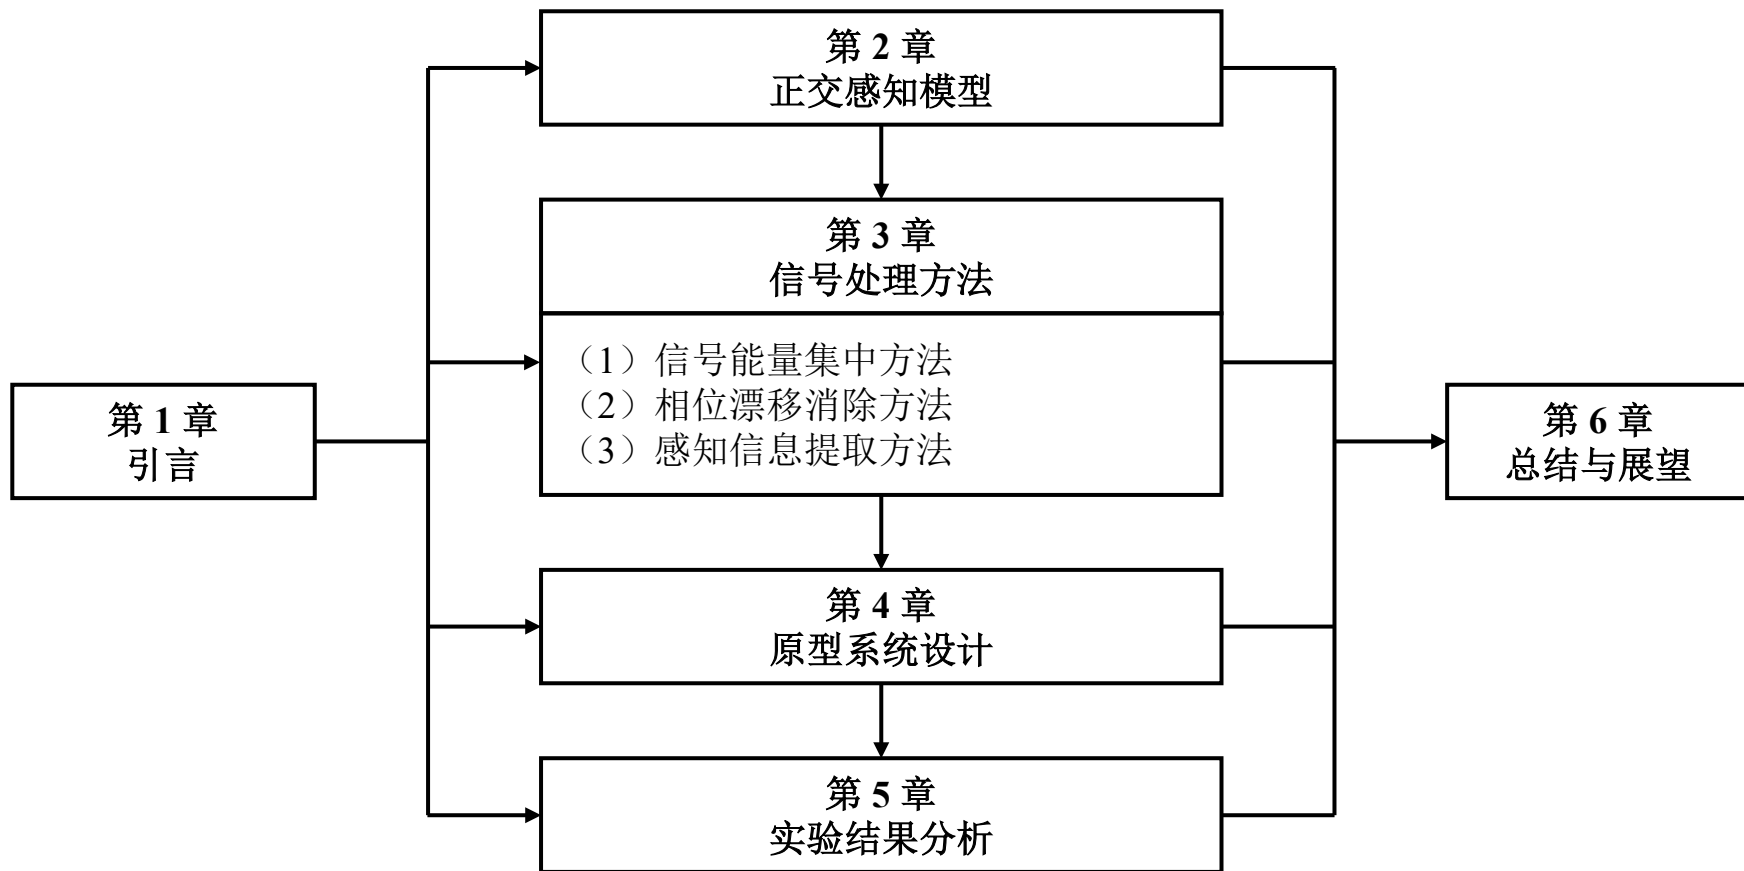 第 1 章
引言
第 2 章
正交感知模型
第 3 章
信号处理方法
（1）信号能量集中方法
（2）相位漂移消除方法
（3）感知信息提取方法
第 4 章
原型系统设计
第 5 章
实验结果分析
第 6 章
总结与展望